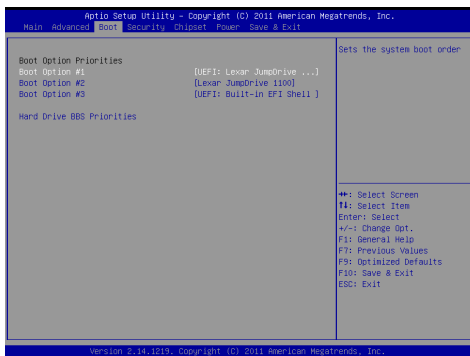 Aptio Setup Utility – Copyright (C) 2011 American Megatrends, Inc.
Main Advanced Boot Security Chipset Power Save & Exit
Boot Option Priorities
Boot Option #1 [UEFI: Lexar JumpDrive ...]
Boot Option #2 [Lexar JumpDrive 1100]
Boot Option #3 [UEFI: Built-in EFI Shell ]
Hard Drive BBS Priorities
Sets the system boot order
↔: Select Screen
↑↓: Select Item
Enter: Select
+/-: Change Opt.
F1: General Help
F7: Previous Values
F9: Optimized Defaults
F10: Save & Exit
ESC: Exit
Version 2.14.1219. Copyright (C) 2011 American Megatrends, Inc.